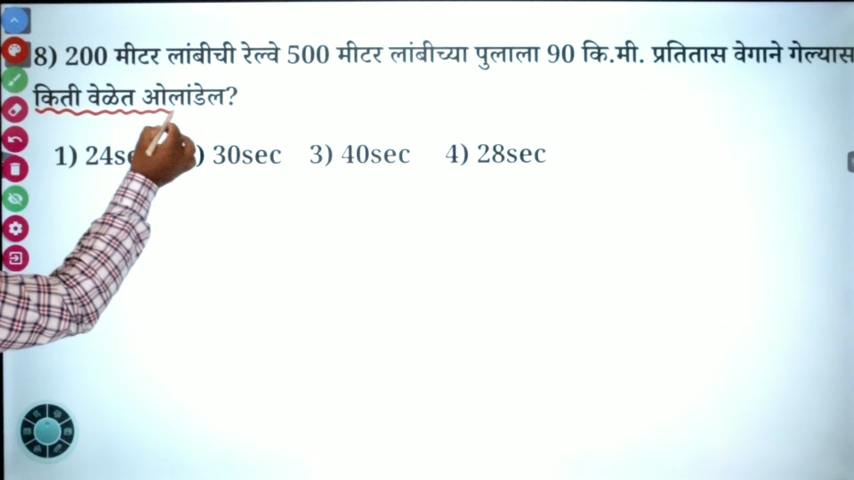 8) 200 मीटर लांबीची रेल्वे 500 मीटर लांबीच्या पुलाला 90 कि.मी. प्रतितास वेगाने गेल्यास
किती वेळेत ओलांडेल?
1) 24s ) 30sec 3) 40sec 4) 28sec